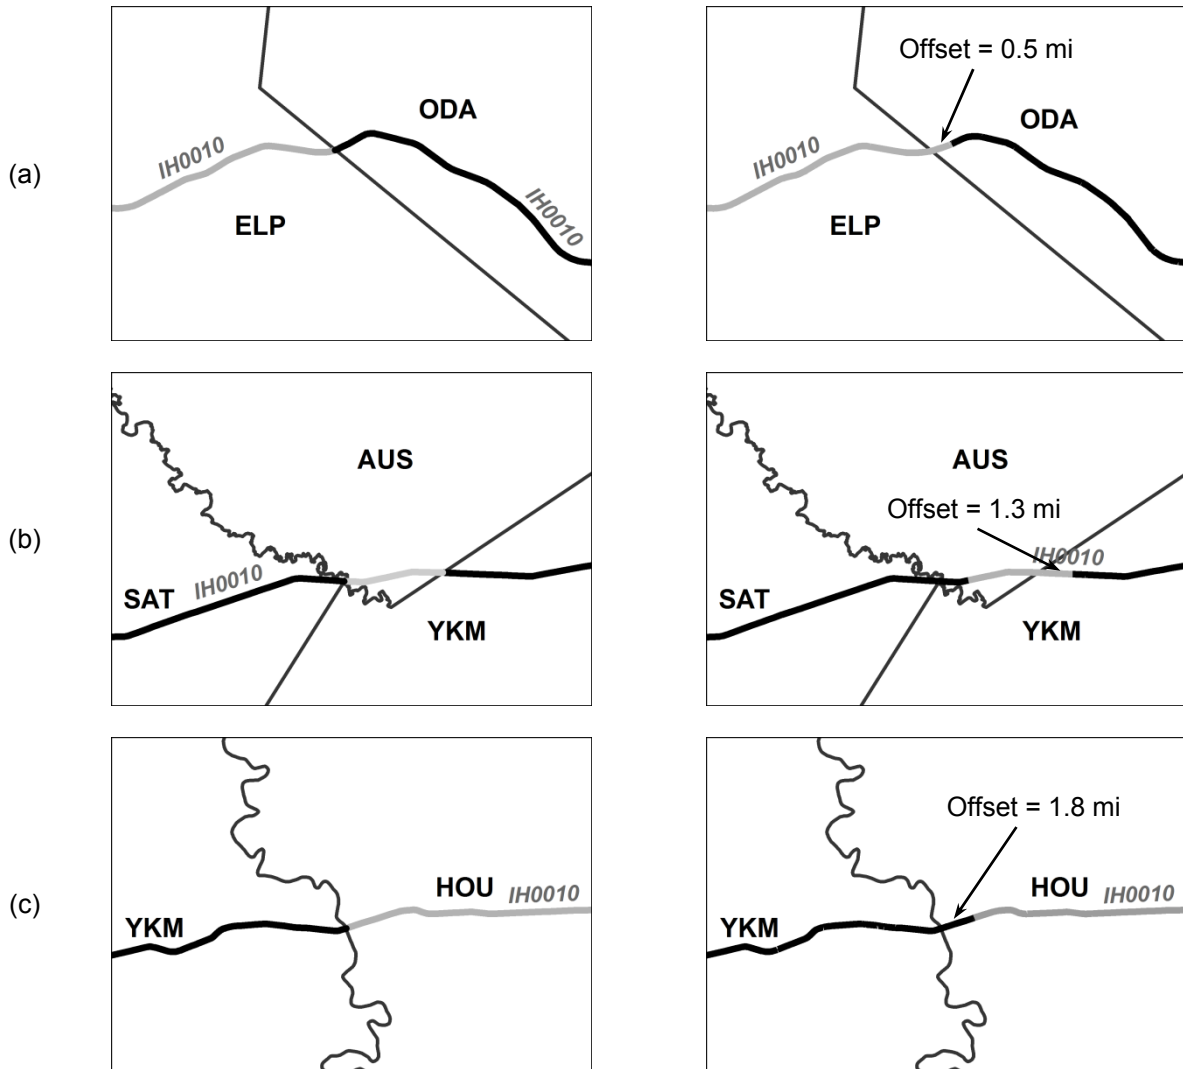 (a)
ODA
IH0010
IH0010
ELP
Offset = 0.5 mi
ODA
IH0010
ELP
(b)
AUS
IH0010
SAT
YKM
AUS
Offset = 1.3 mi
IH0010
SAT
YKM
(c)
HOU
IH0010
YKM
Offset = 1.8 mi
HOU
IH0010
YKM